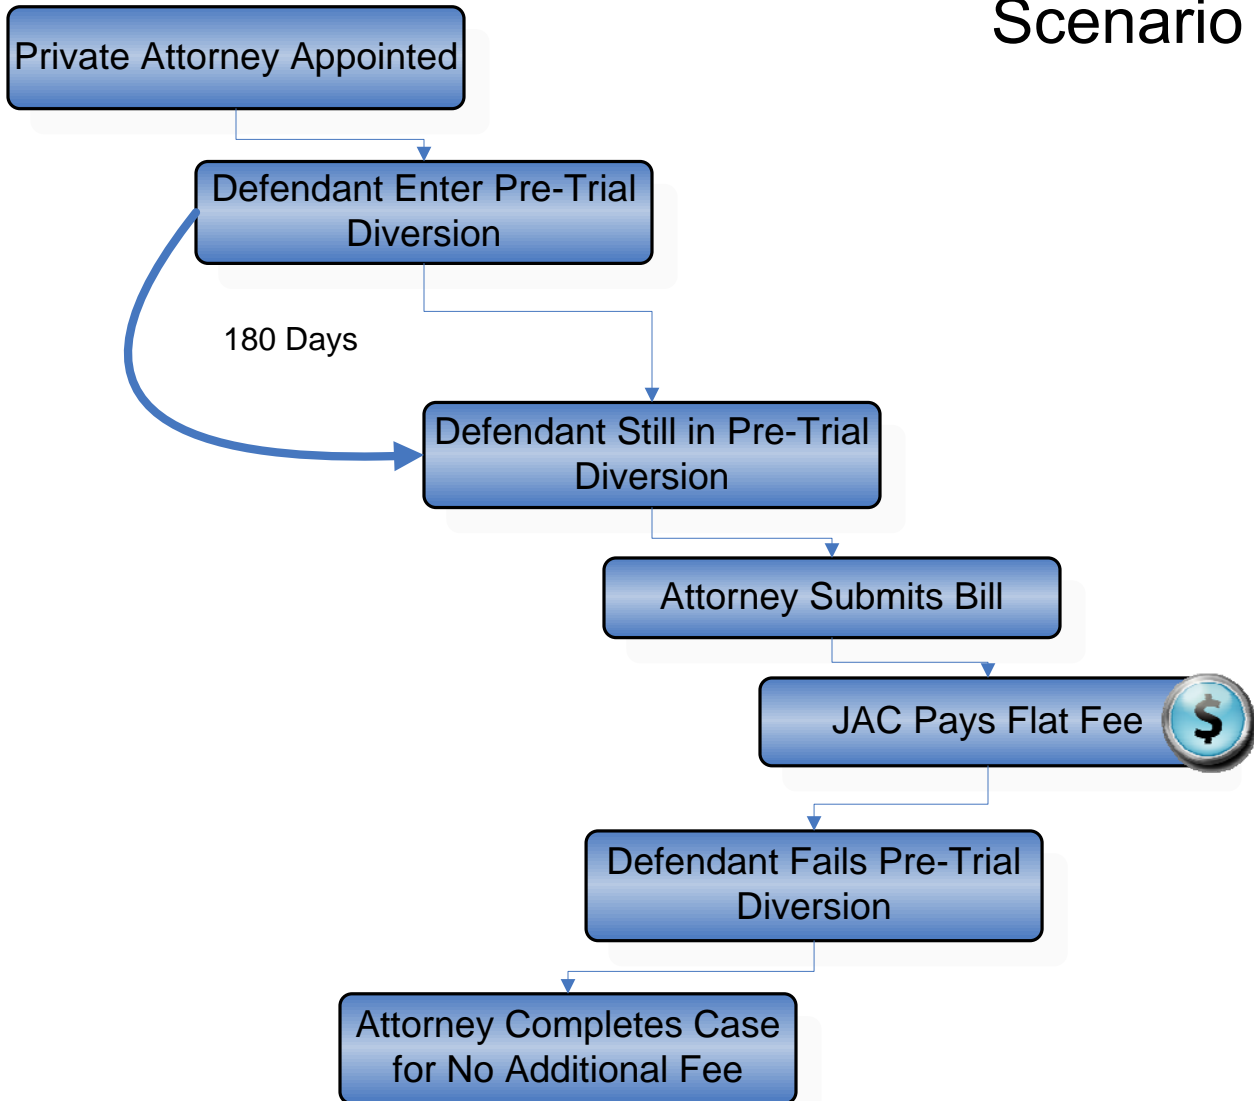 Scenario
Private Attorney Appointed
Defendant Enter Pre-Trial
Diversion
180 Days
Defendant Still in Pre-Trial
Diversion
Attorney Submits Bill
JAC Pays Flat Fee
$
Defendant Fails Pre-Trial
Diversion
Attorney Completes Case
for No Additional Fee